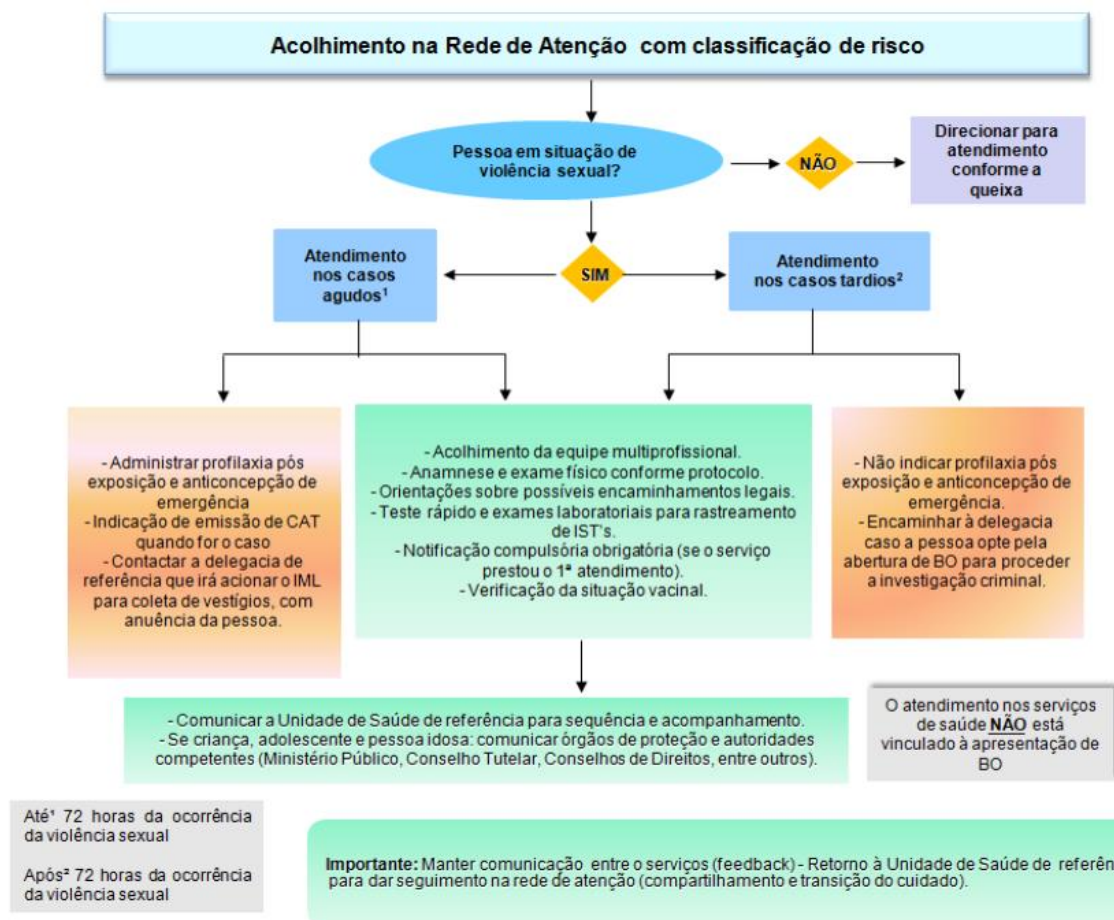 Acolhimento na Rede de Atenção com classificação de risco
Pessoa em situação de
violência sexual?
NÃO
Direcionar para
atendimento
conforme a
queixa
Atendimento
nos casos
agudos¹
SIM
Atendimento
nos casos tardios²
- Administrar profilaxia pós
exposição e anticoncepção de
emergência
- Indicação de emissão de CAT
quando for o caso
- Contactar a delegacia de
referência que irá acionar o IML
para coleta de vestígios, com
anuência da pessoa.
- Acolhimento da equipe multiprofissional.
- Anamnese e exame físico conforme protocolo.
- Orientações sobre possíveis encaminhamentos legais.
- Teste rápido e exames laboratoriais para rastreamento
de IST's.
- Notificação compulsória obrigatória (se o serviço
prestou o 1ª atendimento).
- Verificação da situação vacinal.
- Não indicar profilaxia pós
exposição e anticoncepção de
emergência.
- Encaminhar à delegacia
caso a pessoa opte pela
abertura de BO para proceder
a investigação criminal.
- Comunicar a Unidade de Saúde de referência para sequência e acompanhamento.
- Se criança, adolescente e pessoa idosa: comunicar órgãos de proteção e autoridades
competentes (Ministério Público, Conselho Tutelar, Conselhos de Direitos, entre outros).
O atendimento nos serviços
de saúde NÃO está
vinculado à apresentação de
BO
Até¹ 72 horas da ocorrência
da violência sexual
Após² 72 horas da ocorrência
da violência sexual
Importante: Manter comunicação entre o serviços (feedback) - Retorno à Unidade de Saúde de referên
para dar seguimento na rede de atenção (compartilhamento e transição do cuidado).